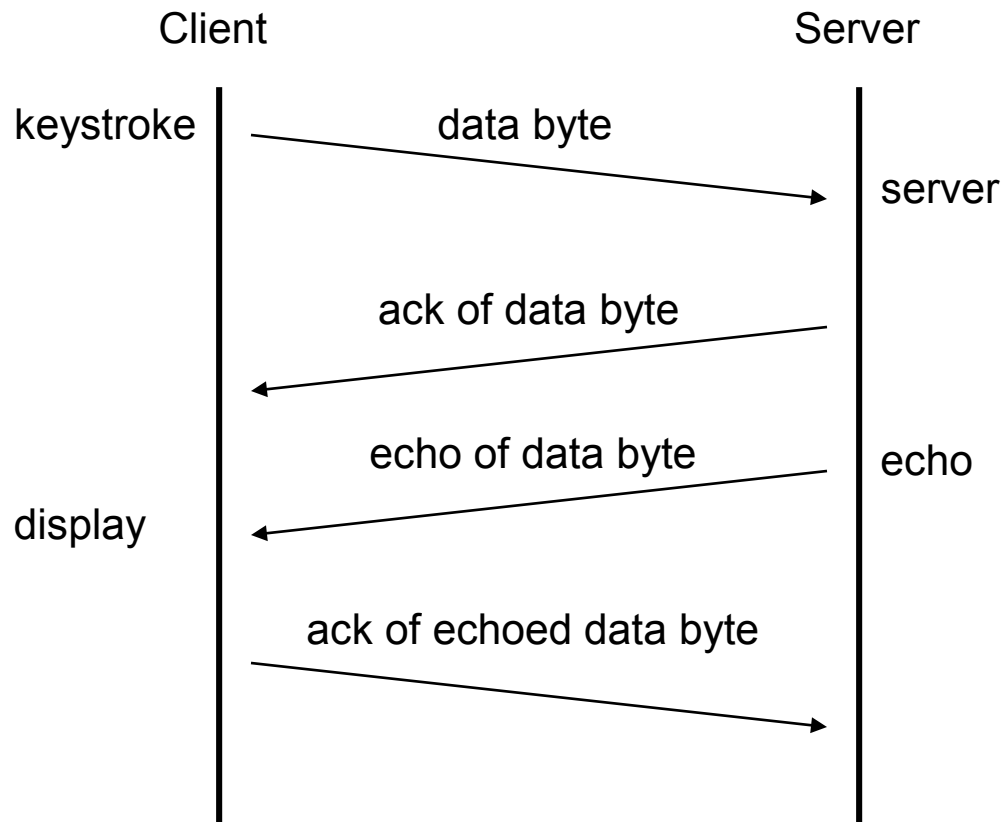 Client
Server
keystroke
data byte
server
ack of data byte
echo of data byte
echo
display
ack of echoed data byte